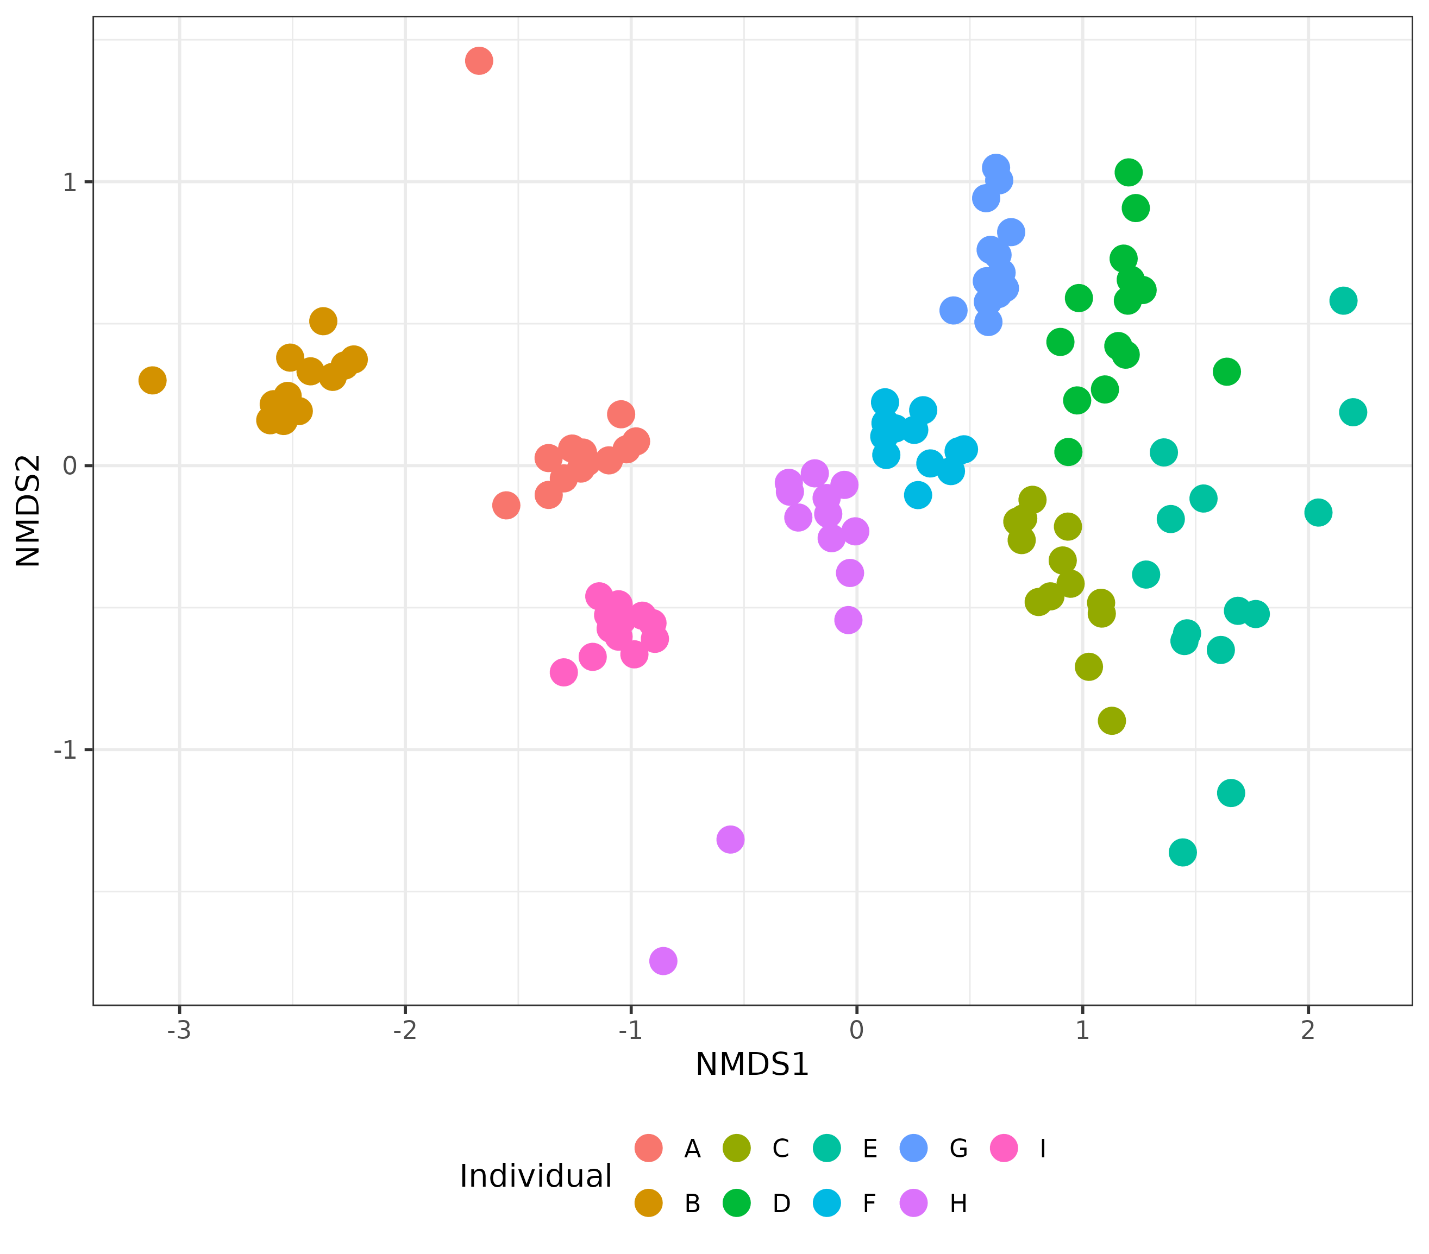 1
0
-1
NMDS2
-3 -2 -1 0 1 2
NMDS1
Individual
A C E G I
B D F H